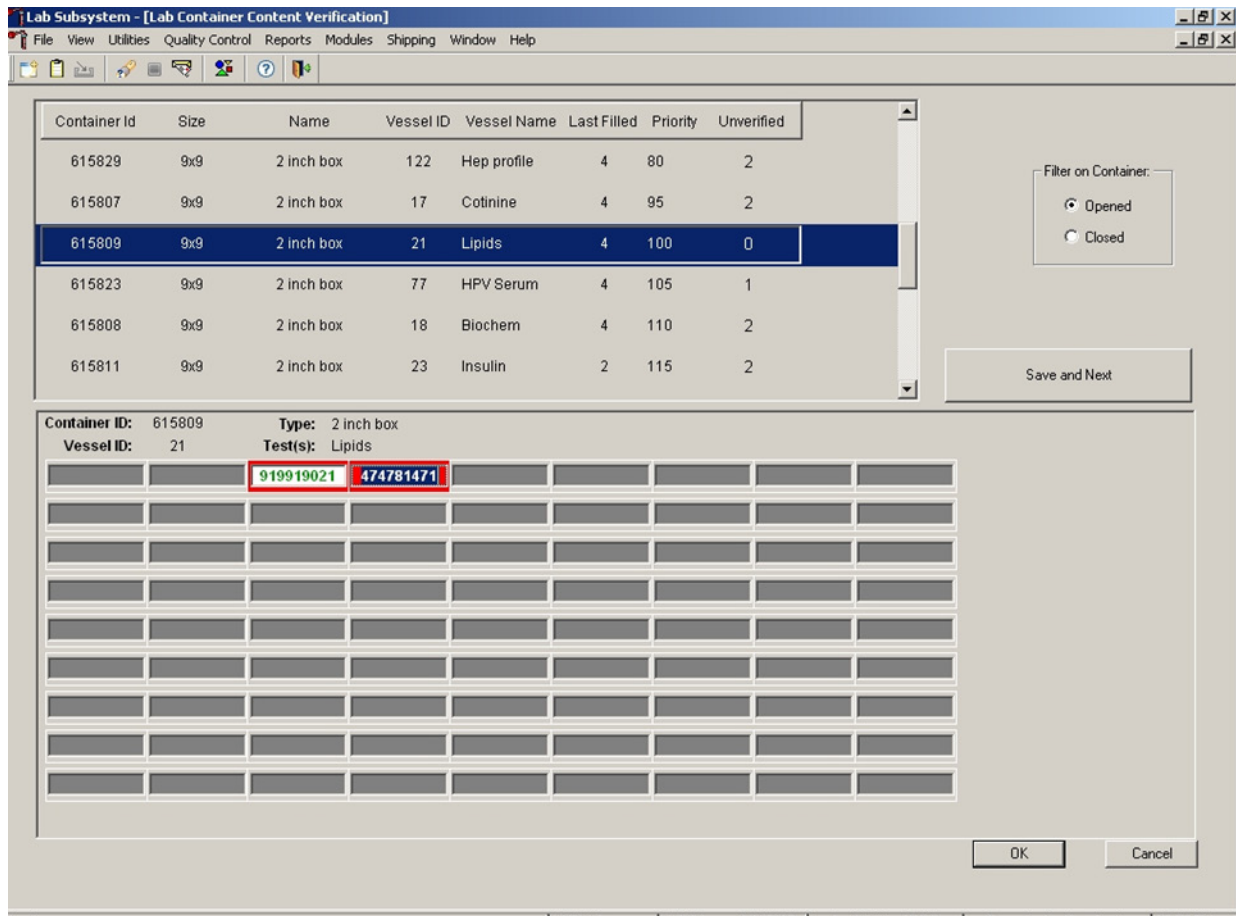 Lab Subsystem - [Lab Container Content Verification]
File View Utilities Quality Control Reports Modules Shipping Window Help
Container Id Size Name Vessel ID Vessel Name Last Filled Priority Unverified
615829 9x9 2 inch box 122 Hep profile 4 80 2
615807 9x9 2 inch box 17 Cotinine 4 95 2
615809 9x9 2 inch box 21 Lipids 4 100 0
615823 9x9 2 inch box 77 HPV Serum 4 105 1
615808 9x9 2 inch box 18 Biochem 4 110 2
615811 9x9 2 inch box 23 Insulin 2 115 2
Filter on Container:
Opened
Closed
Save and Next
Container ID: 615809 Type: 2 inch box
Vessel ID: 21 Test(s): Lipids
919919021 474781471
OK Cancel